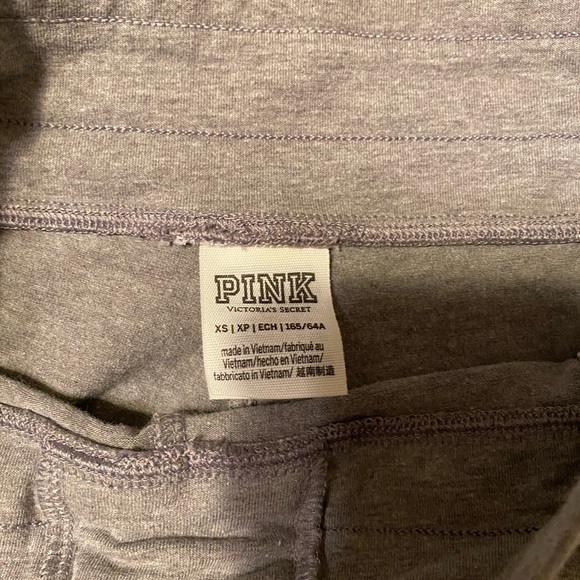 PINK
VICTORIA'S SECRET
XS | XP | ECH | 165/64A
made in Vietnam/fabriqué au
Vietnam/hecho en Vietnam/
fabbricato in Vietnam/ 越南制造